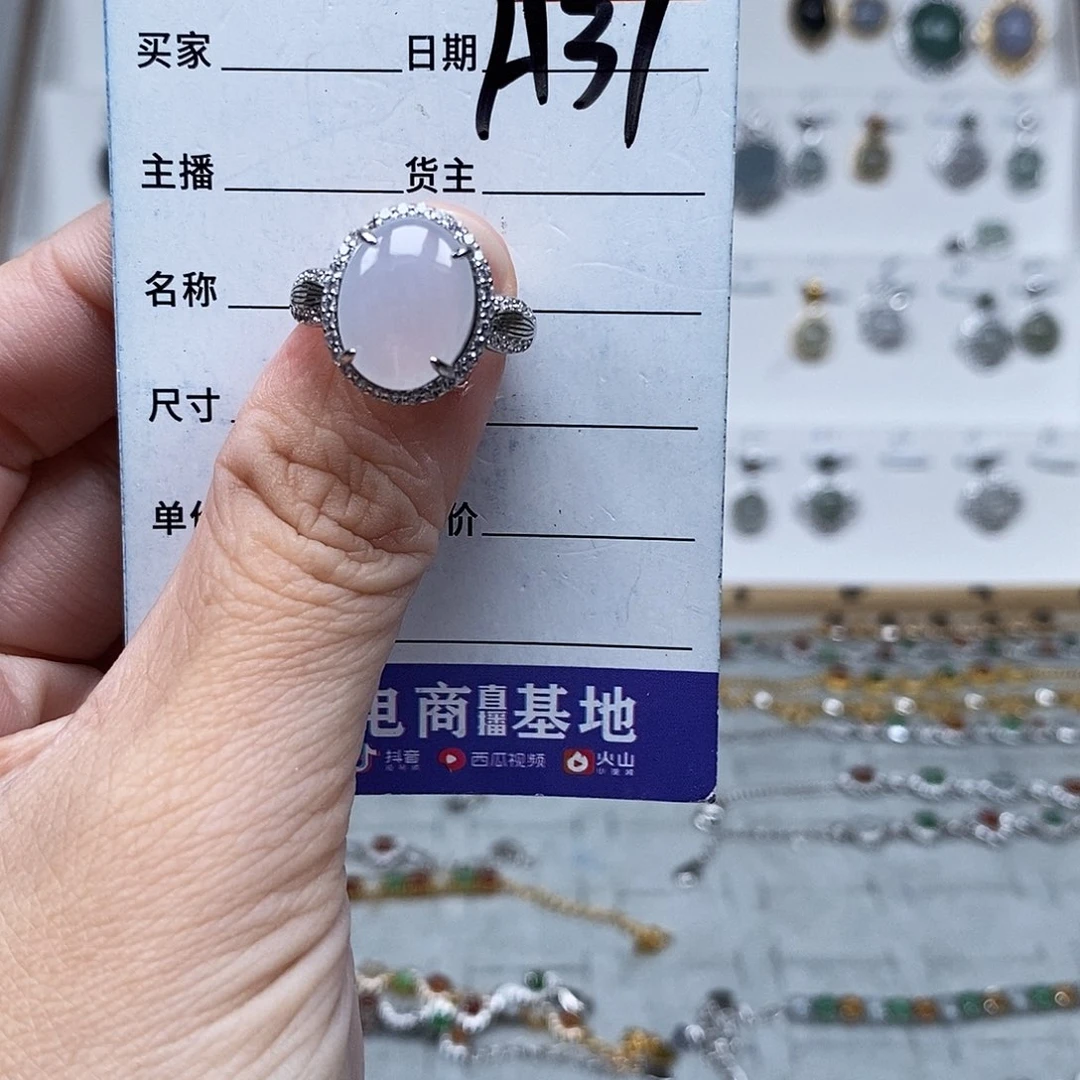 买家 日期 A37
主播 货主
名称
尺寸
单 价
电商直播基地
抖音 西瓜视频 火山